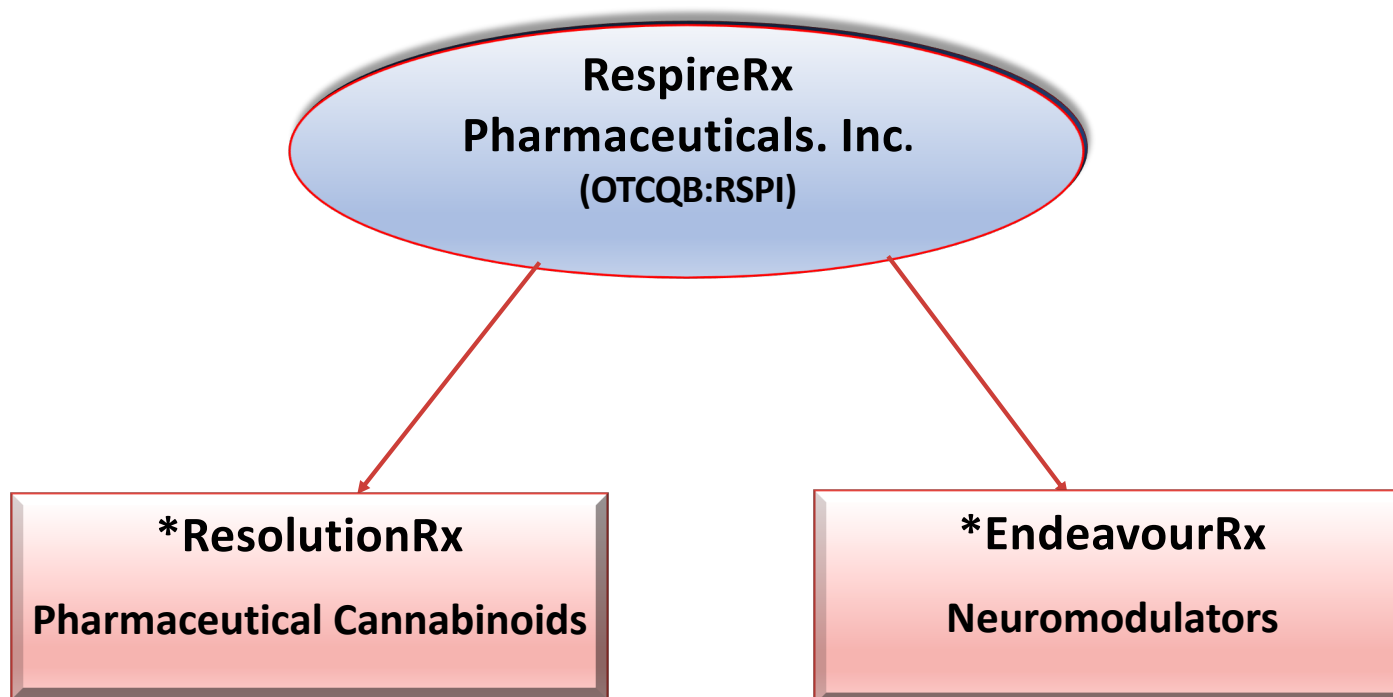 RespireRx
Pharmaceuticals. Inc.
(OTCQB:RSPI)
*ResolutionRx
Pharmaceutical Cannabinoids
*EndeavourRx
Neuromodulators